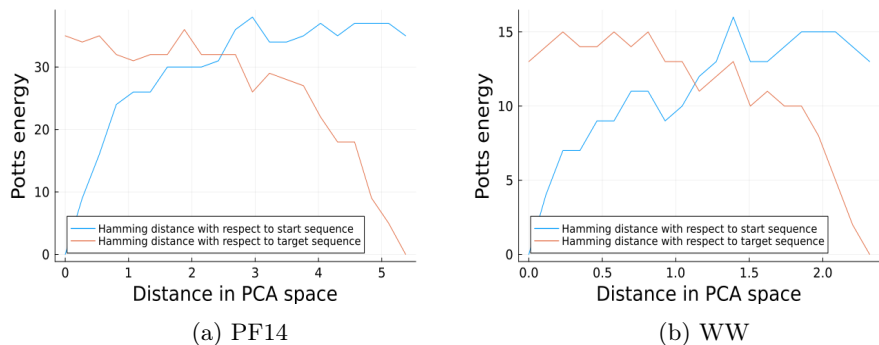 Potts energy
30
20
10
0
Hamming distance with respect to start sequence
Hamming distance with respect to target sequence
0 1 2 3 4 5
Distance in PCA space
(a) PF14
Potts energy
15
10
5
0
Hamming distance with respect to start sequence
Hamming distance with respect to target sequence
0.0 0.5 1.0 1.5 2.0
Distance in PCA space
(b) WW